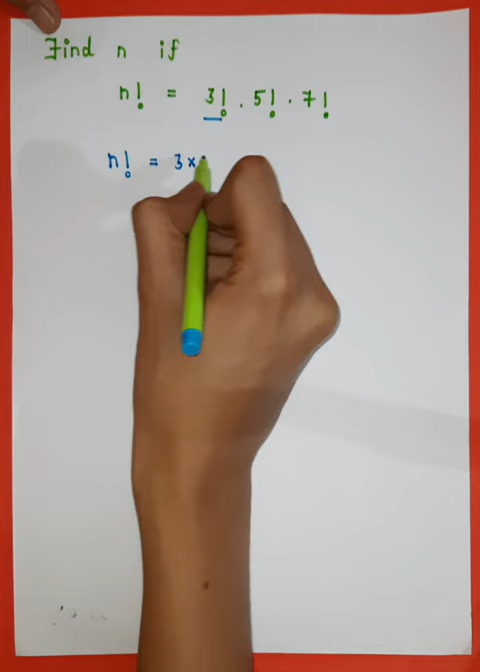 Find n if
n! = 3! . 5! . 7!
n! = 3 ×